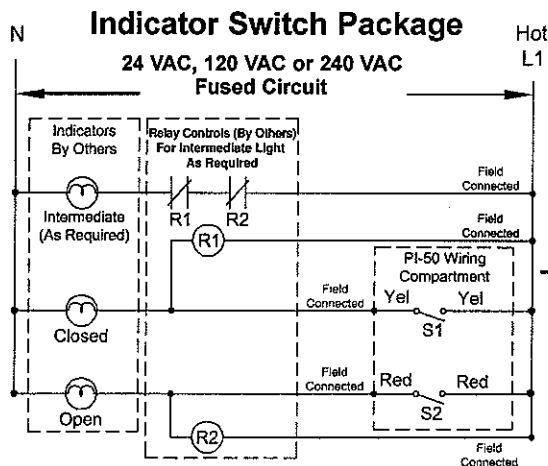 Indicator Switch Package
N
Hot
L1
24 VAC, 120 VAC or 240 VAC
Fused Circuit
Indicators
By Others
Relay Controls (By Others)
For Intermediate Light
As Required
Field
Connected
Intermediate
(As Required)
R1
R2
Field
Connected
R1
PI-50 Wiring
Compartment
Field
Connected
Yel
Yel
S1
Closed
Field
Connected
Red
Red
S2
Open
R2
Field
Connected